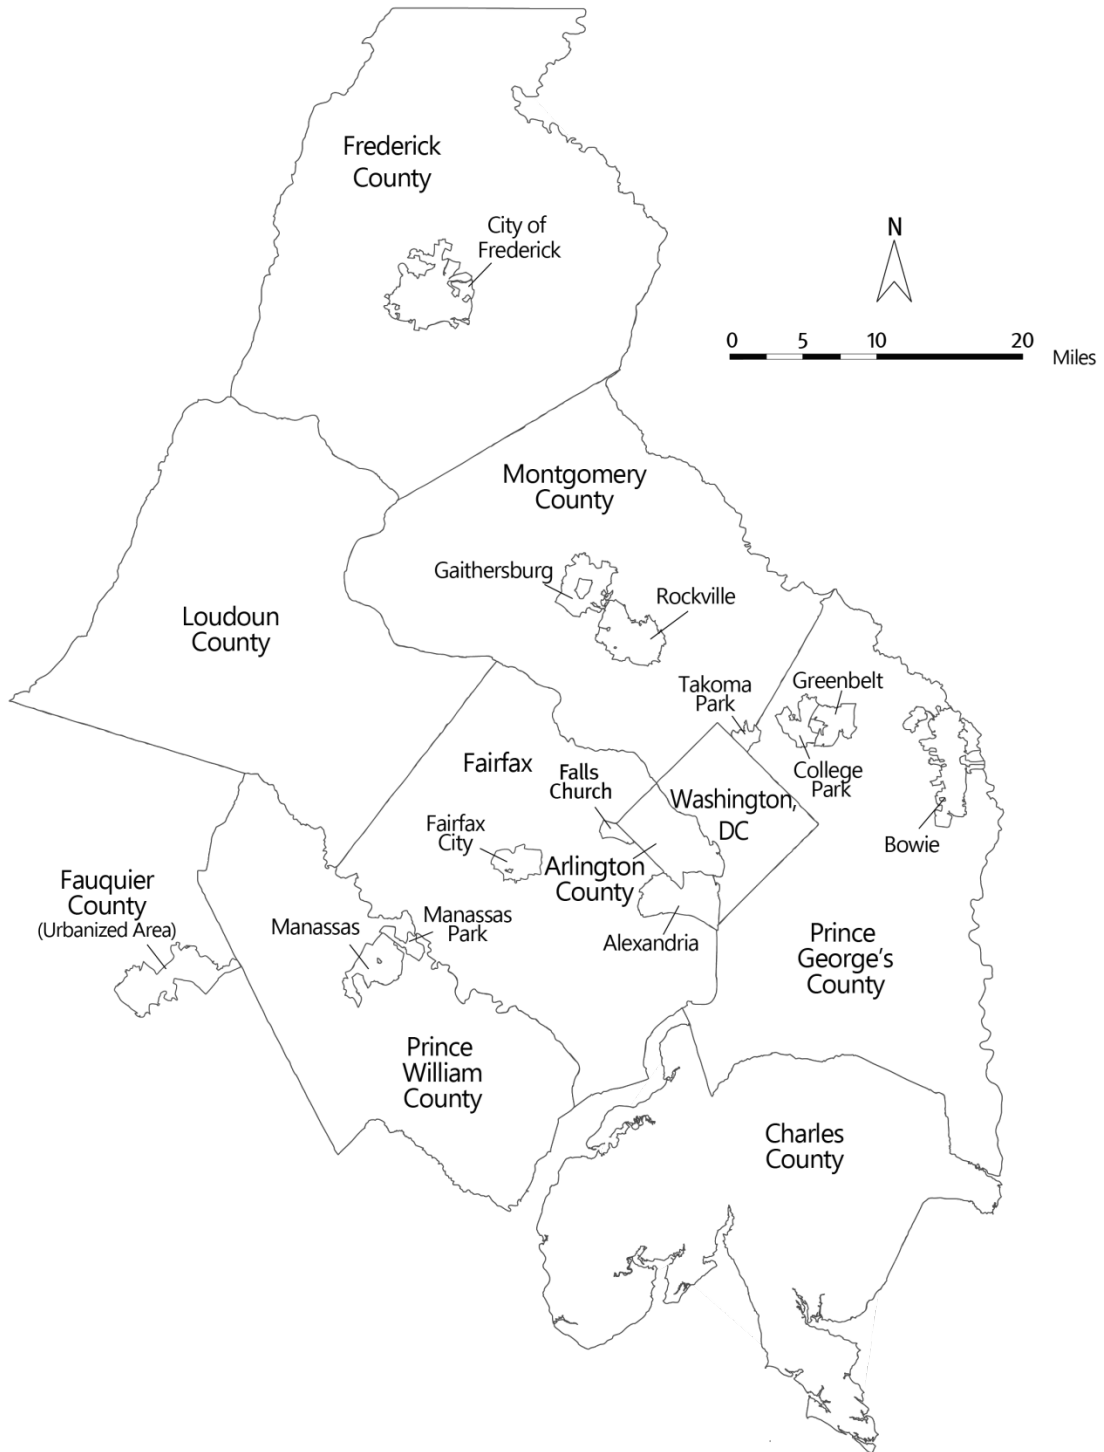 Frederick
County
City of
Frederick
N
0 5 10 20
Miles
Montgomery
County
Gaithersburg
Rockville
Loudoun
County
Takoma
Park
Greenbelt
College
Park
Bowie
Fairfax
Falls
Church
Washington,
DC
Fairfax
City
Arlington
County
Alexandria
Fauquier
County
(Urbanized Area)
Manassas
Manassas
Park
Prince
George’s
County
Prince
William
County
Charles
County